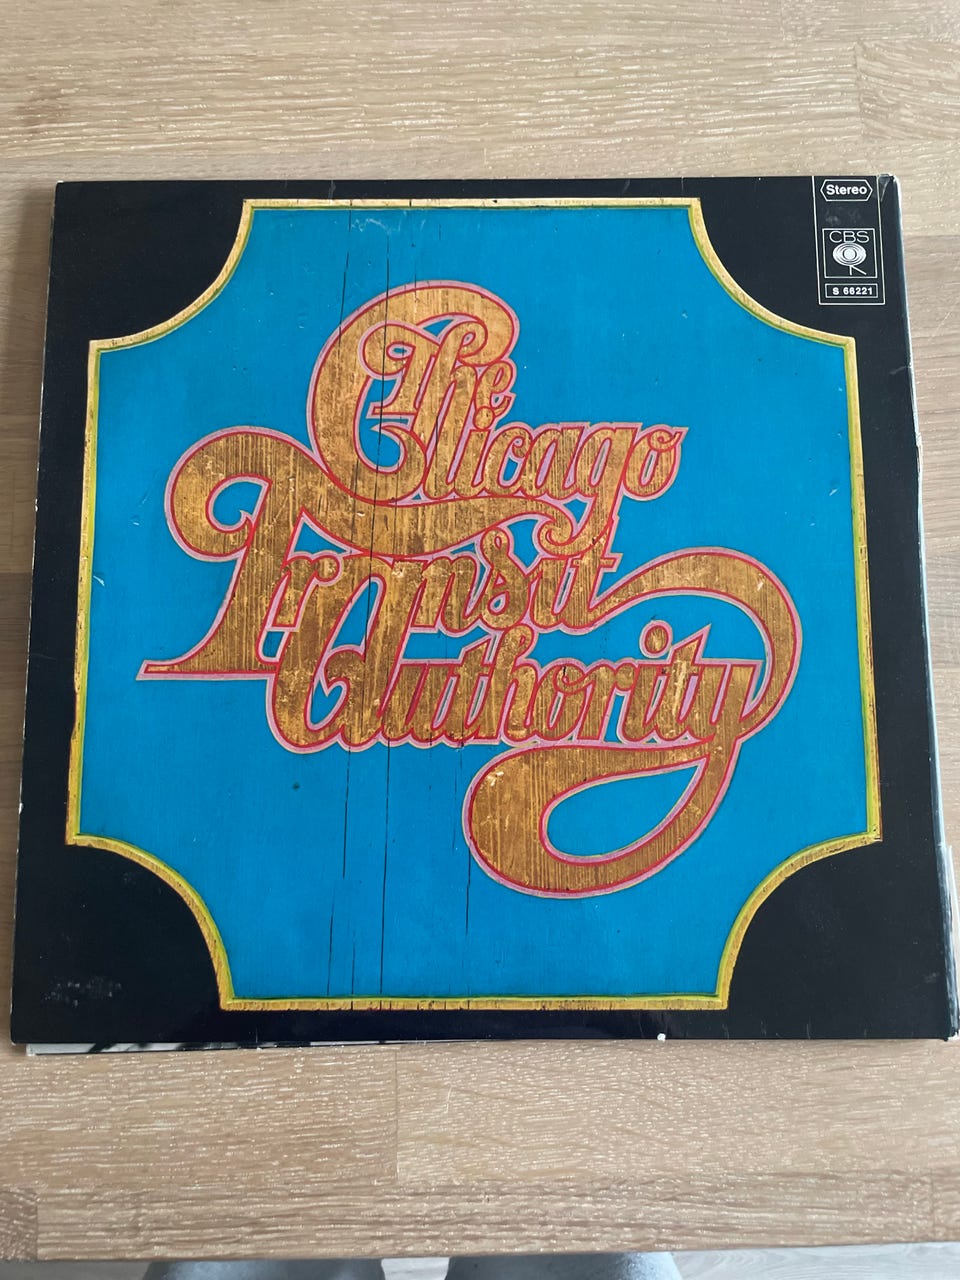 Stereo
CBS
S 66221
The
Chicago
Transit
Authority